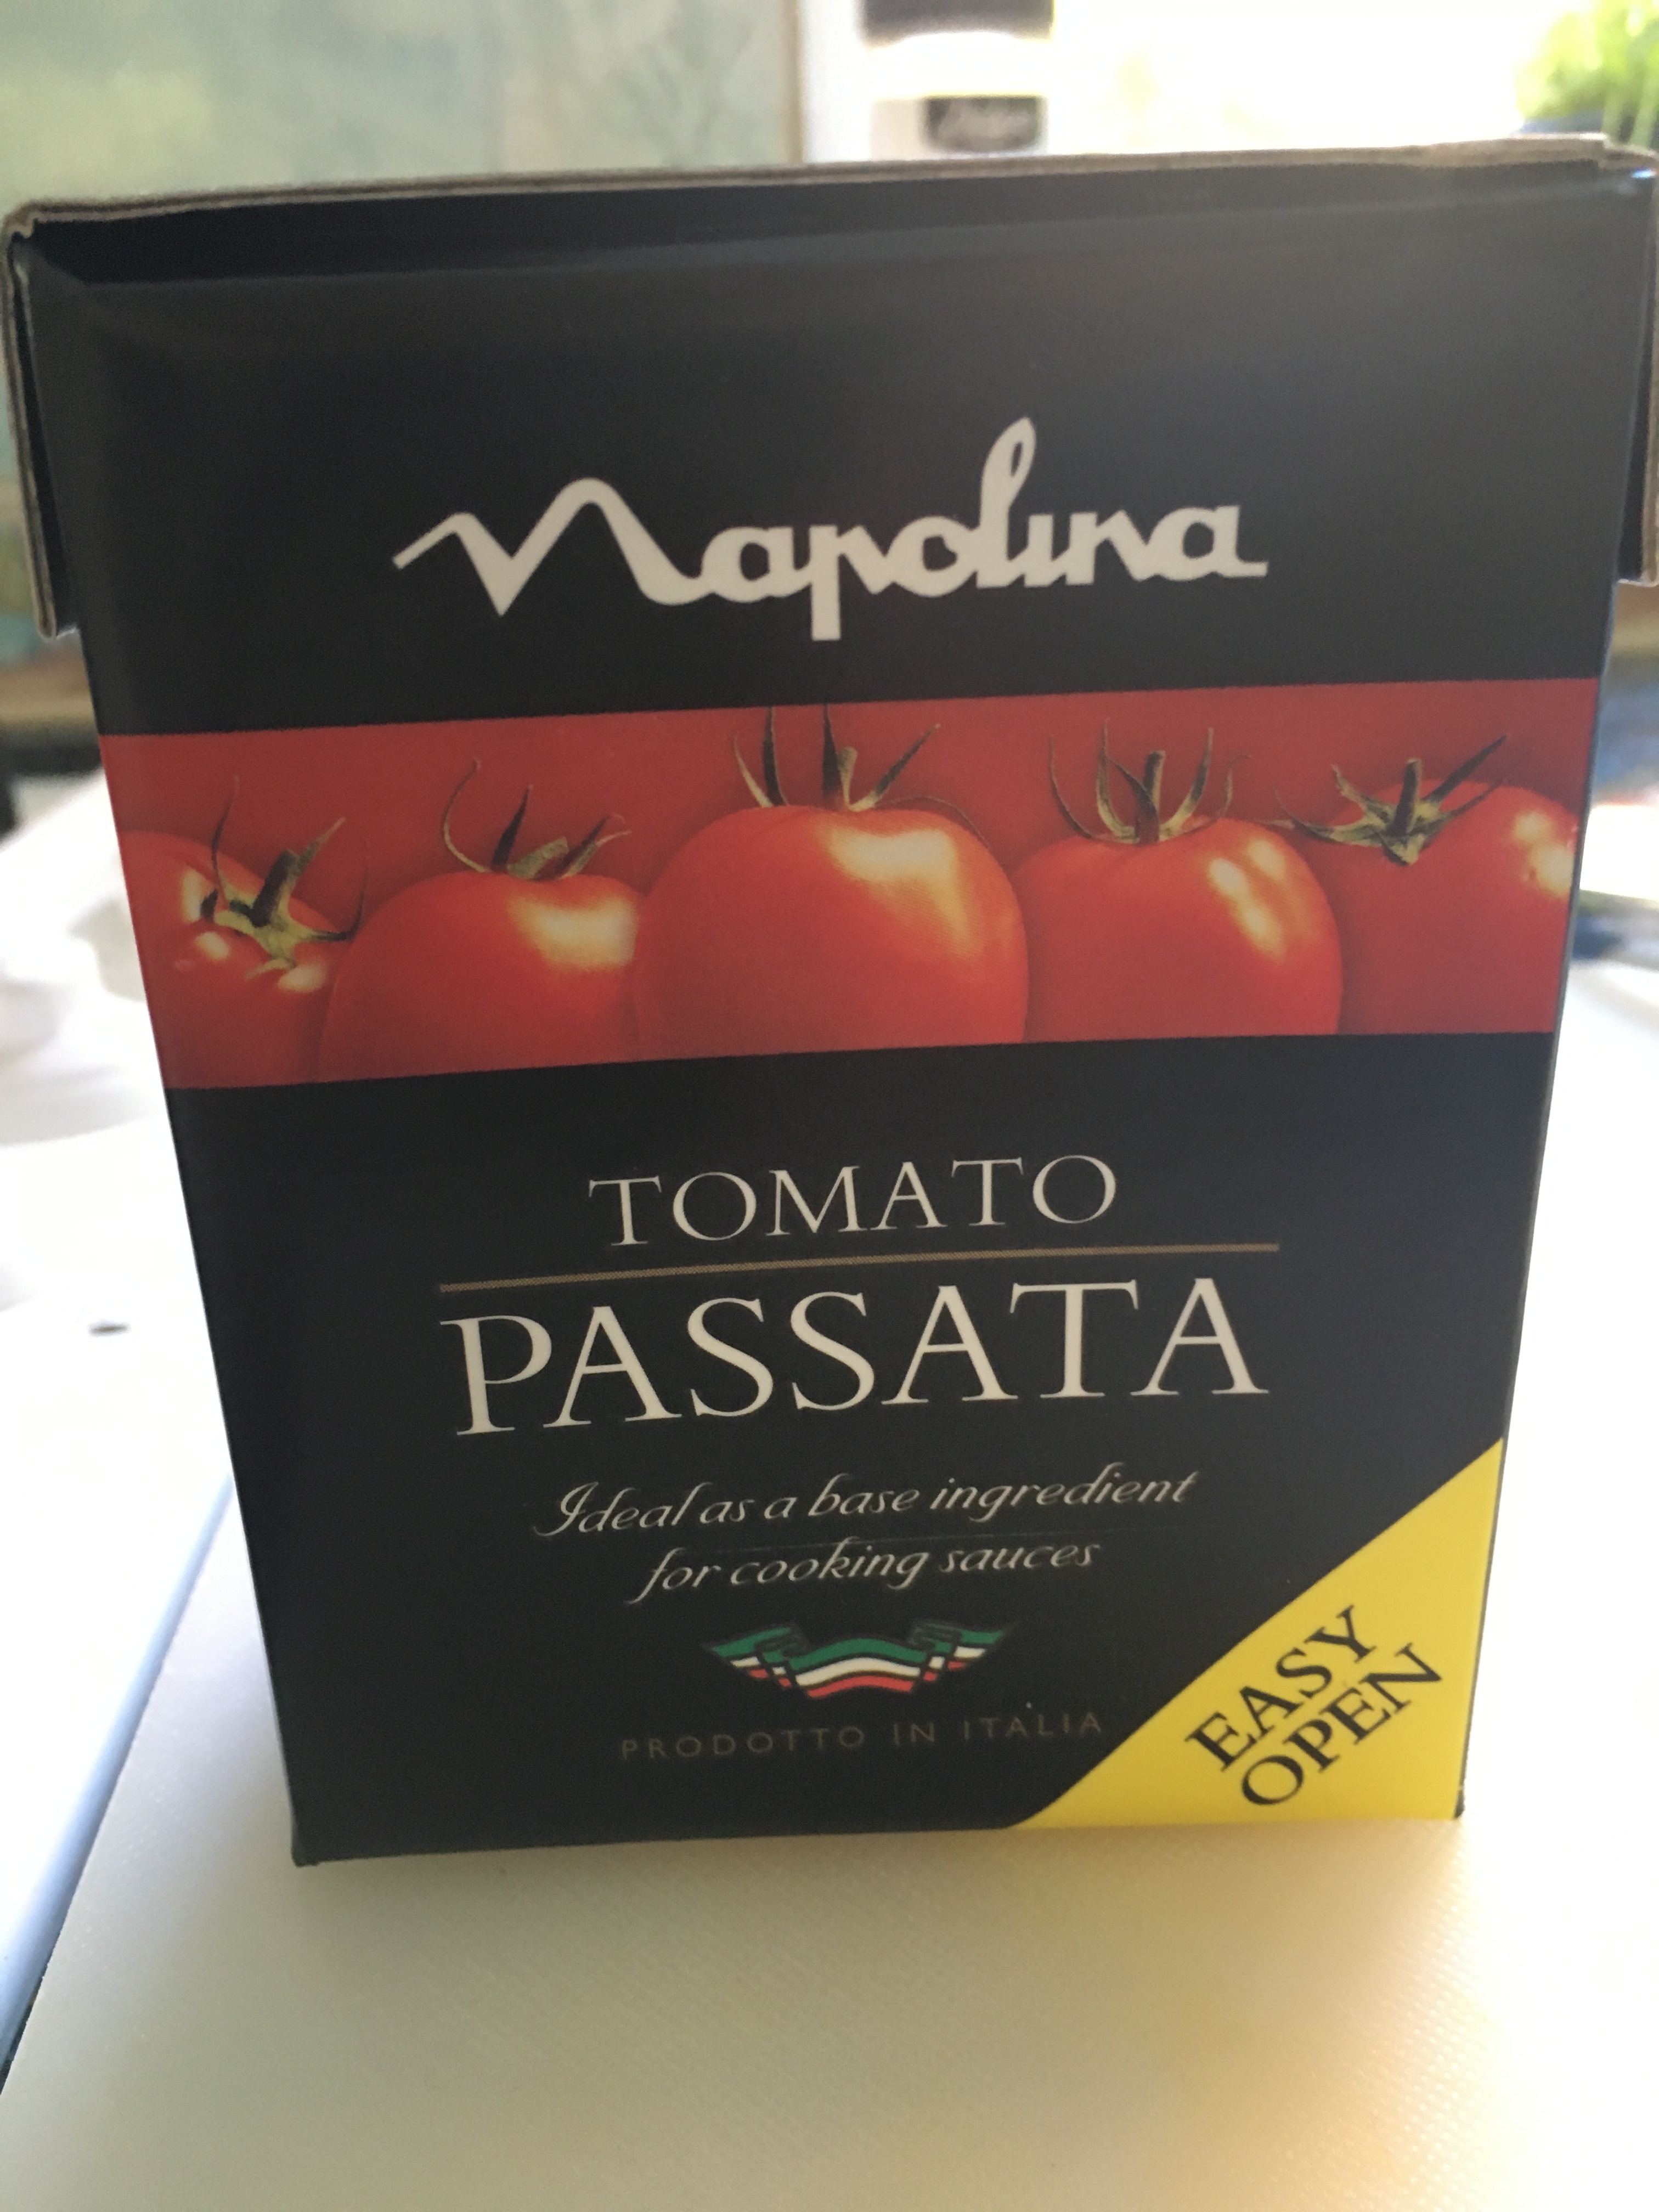 Napolina
TOMATO
PASSATA
Ideal as a base ingredient
for cooking sauces
PRODOTTO IN ITALIA
EASY
OPEN